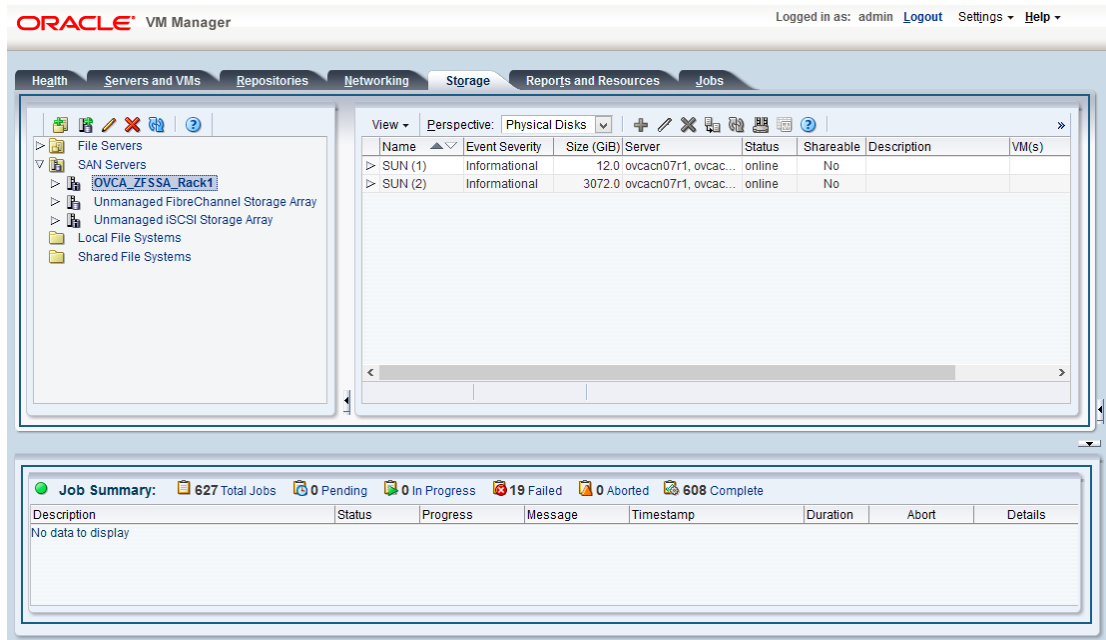 ORACLE® VM Manager
Logged in as: admin Logout Settings Help
Health Servers and VMs Repositories Networking Storage Reports and Resources Jobs
File Servers
SAN Servers
OVCA_ZFSSA_Rack1
Unmanaged FibreChannel Storage Array
Unmanaged iSCSI Storage Array
Local File Systems
Shared File Systems
View Perspective: Physical Disks
Name Event Severity Size (GiB) Server Status Shareable Description VM(s)
SUN (1) Informational 12.0 ovcacn07r1, ovcac... online No
SUN (2) Informational 3072.0 ovcacn07r1, ovcac... online No
Job Summary: 627 Total Jobs 0 Pending 0 In Progress 19 Failed 0 Aborted 608 Complete
Description Status Progress Message Timestamp Duration Abort Details
No data to display